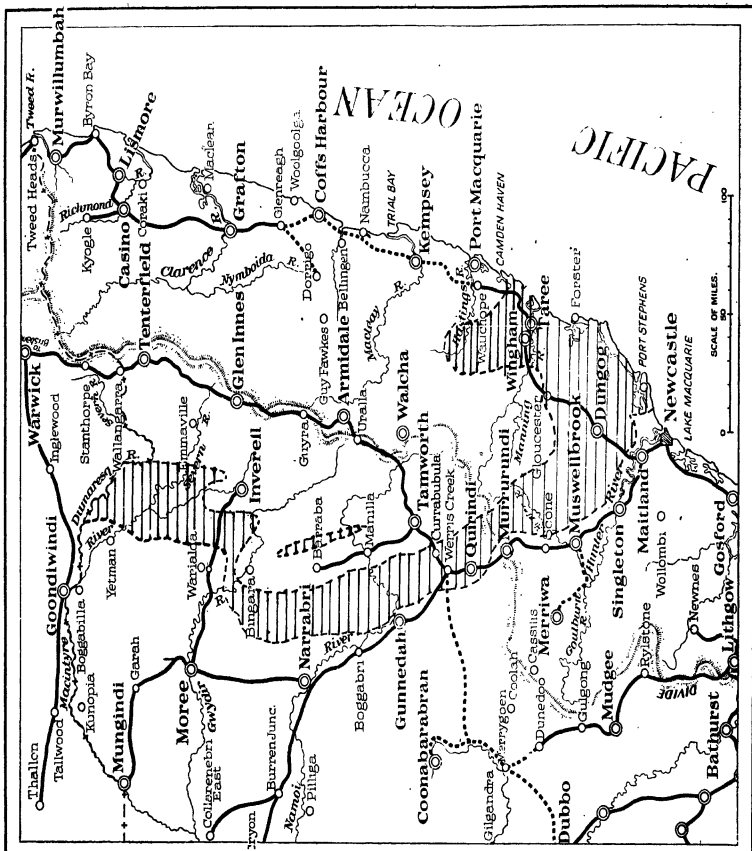 Tweed Heads
Tweed R.
Murwillumbah
Byron Bay
Lismore
Richmond
R.
Kyogle
Casino
Coraki
Maclean
R.
Grafton
Clarence
Glenreagh
Woolgoolga
Nymboida
R.
Coffs Harbour
Dorrigo
Bellingen
Nambucca
TRIAL BAY
Kempsey
Macleay
R.
Port Macquarie
CAMDEN HAVEN
Hastings R.
Wauchope
Wingham
Taree
Forster
PORT STEPHENS
Newcastle
LAKE MACQUARIE
PACIFIC
OCEAN
SCALE OF MILES.
0
50
100
Warwick
Inglewood
Stanthorpe
Wallangarra
Tenterfield
Glen Innes
Guyra
Guy Fawkes
Armidale
Uralla
Walcha
Tamworth
Currabubula
Werris Creek
Quirindi
Murrurundi
Manning
R.
Gloucester
Scone
Muswellbrook
Dungog
Hunter
River
Singleton
Maitland
Wollombi
Gosford
Dumaresq
R.
River
Severn
R.
Inverell
Barraba
Manilla
Goondiwindi
Yetman
Boggabilla
Macintyre
Kunopia
Warialda
Bingara
R.
Narrabri
River
Boggabri
Gunnedah
Merriwa
Goulburn
R.
Cassilis
Coolah
Merrygoen
Dunedoo
Gulgong
Mudgee
Rylstone
Newnes
Lithgow
DIVIDE
Bathurst
Thallon
Tallwood
Mungindi
Garah
Moree
Gwydir
Collarenebri
East
Burren Junc.
Namoi
Pilliga
Coonabarabran
Gilgandra
Dubbo